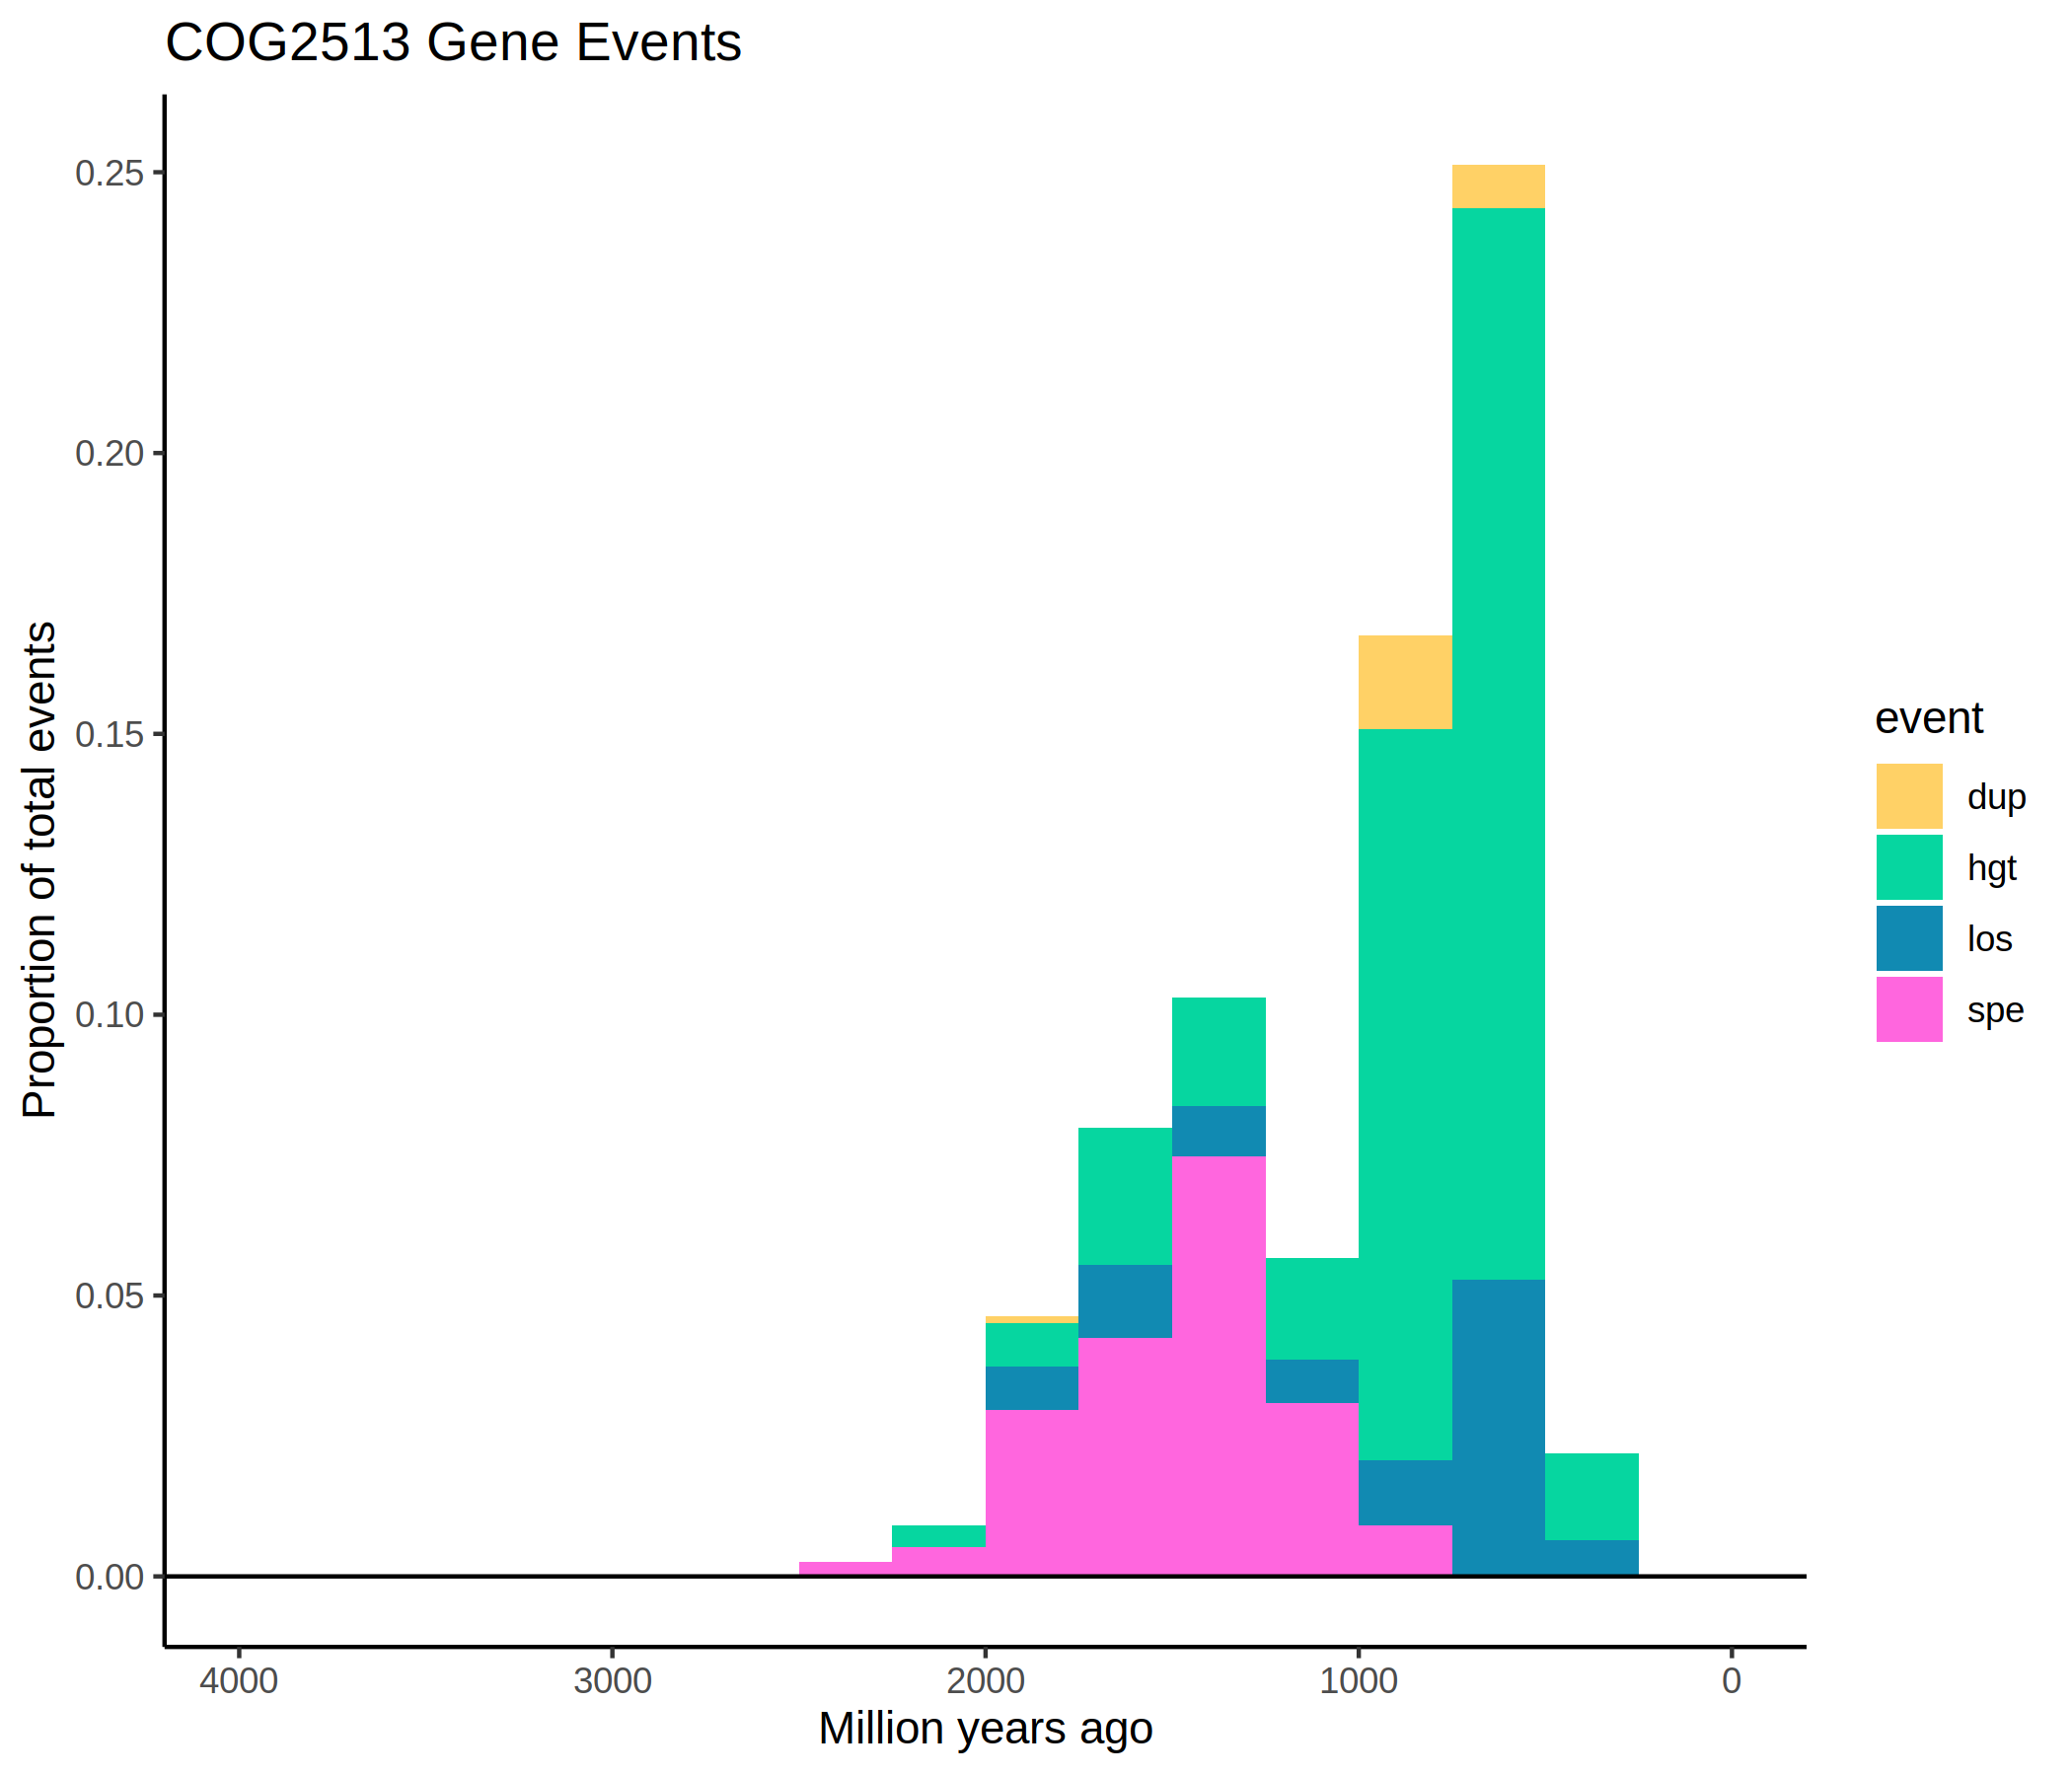 COG2513 Gene Events
Proportion of total events
0.25
0.20
0.15
0.10
0.05
0.00
4000 3000 2000 1000 0
Million years ago
event
dup
hgt
los
spe